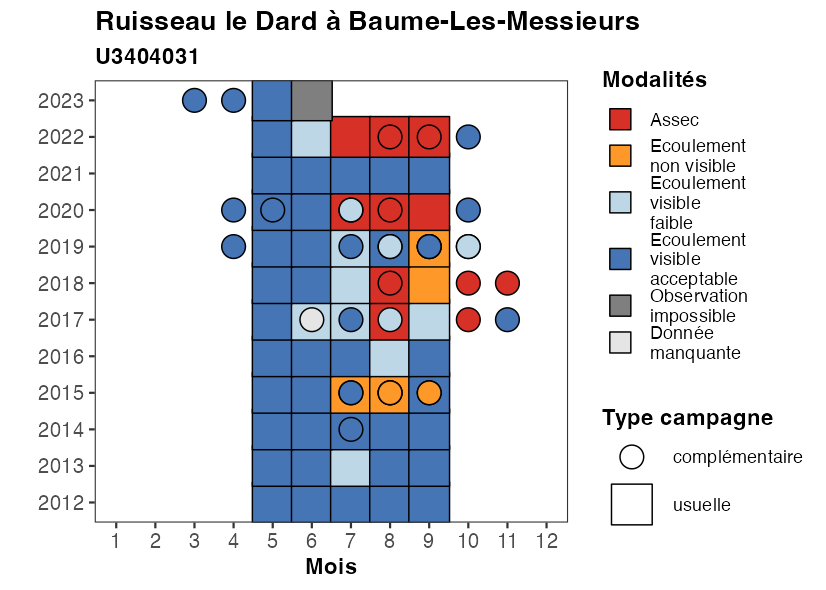 Ruisseau le Dard à Baume-Les-Messieurs
U3404031
2023
2022
2021
2020
2019
2018
2017
2016
2015
2014
2013
2012
1 2 3 4 5 6 7 8 9 10 11 12
Mois
Modalités
Assec
Ecoulement
non visible
Ecoulement
visible
faible
Ecoulement
visible
acceptable
Observation
impossible
Donnée
manquante
Type campagne
complémentaire
usuelle